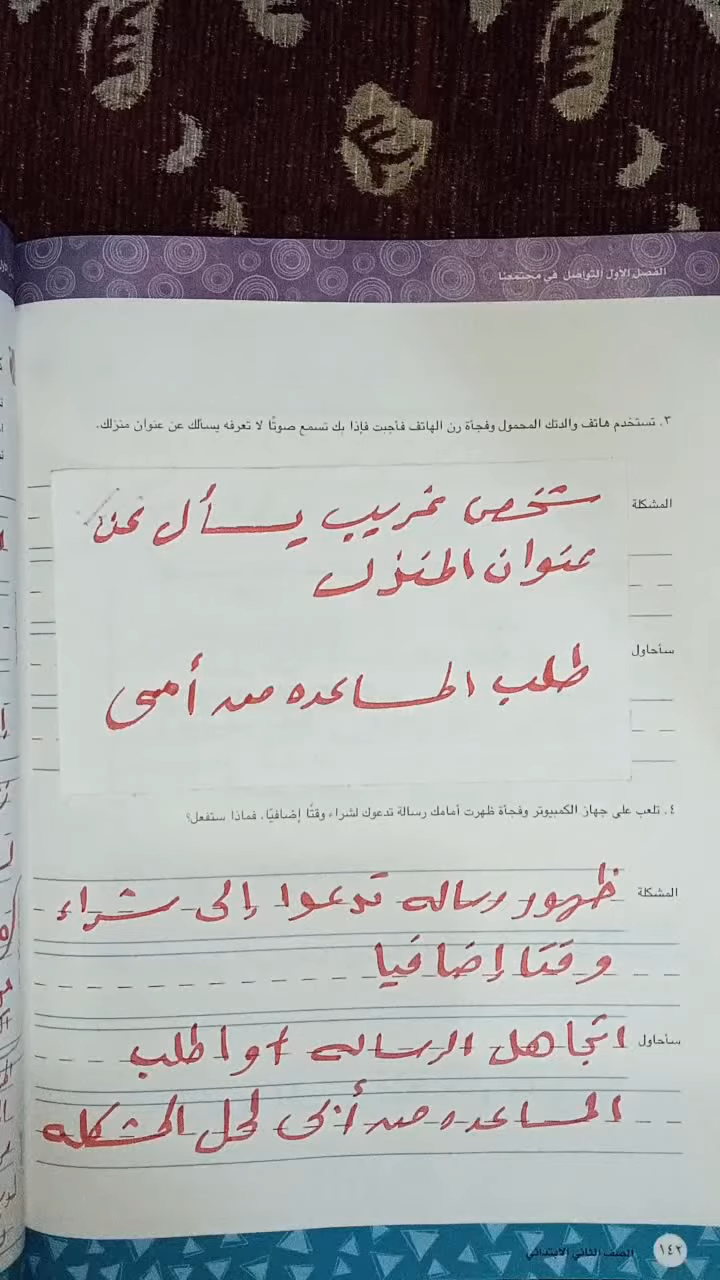 الفصل الأول التواصل في مجتمعنا
٣. تستخدم هاتف والدتك المحمول وفجأة رن الهاتف فأجبت فإذا بك تسمع صوتًا لا تعرفه يسألك عن عنوان منزلك.
المشكلة
شخص غريب يسأل عن
عنوان المنزل
سأحاول
طلب المساعده من أمى
٤. تلعب على جهاز الكمبيوتر وفجأة ظهرت أمامك رسالة تدعوك لشراء وقتًا إضافيًا. فماذا ستفعل؟
المشكلة
ظهور رساله تدعوا إلى شراء
وقتا إضافيا
سأحاول
اتجاهل الرساله أو اطلب
المساعده من أبى لحل المشكله
الصف الثاني الابتدائي
١٤٢